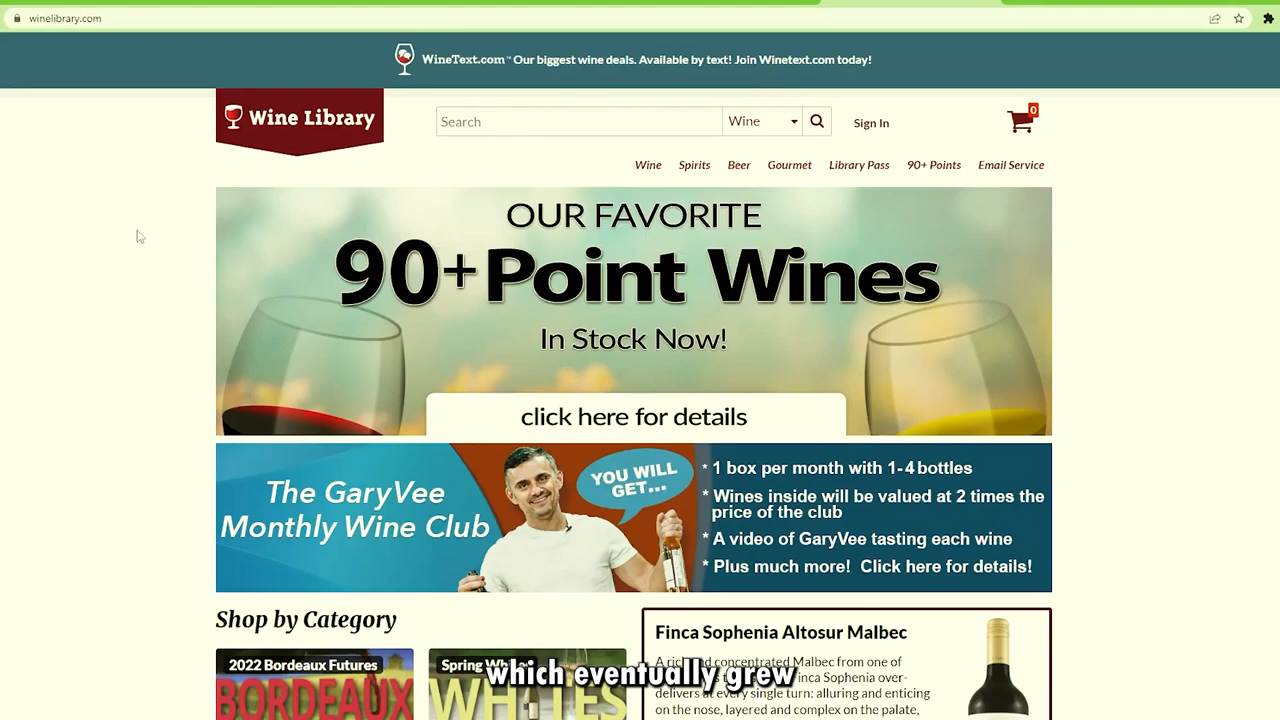 winelibrary.com
WineText.com™ Our biggest wine deals. Available by text! Join Winetext.com today!
Wine Library
Search
Wine
Sign In
0
Wine Spirits Beer Gourmet Library Pass 90+ Points Email Service
OUR FAVORITE
90+Point Wines
In Stock Now!
click here for details
The GaryVee
Monthly Wine Club
YOU WILL
GET...
* 1 box per month with 1-4 bottles
* Wines inside will be valued at 2 times the
price of the club
* A video of GaryVee tasting each wine
* Plus much more! Click here for details!
Shop by Category
2022 Bordeaux Futures
BORDEAUX
Spring
WHITES
Finca Sophenia Altosur Malbec
A rich and concentrated Malbec from one of
Finca Sophenia over-
delivers at every single turn: alluring and enticing
on the nose, layered and complex on the palate,
which eventually grew